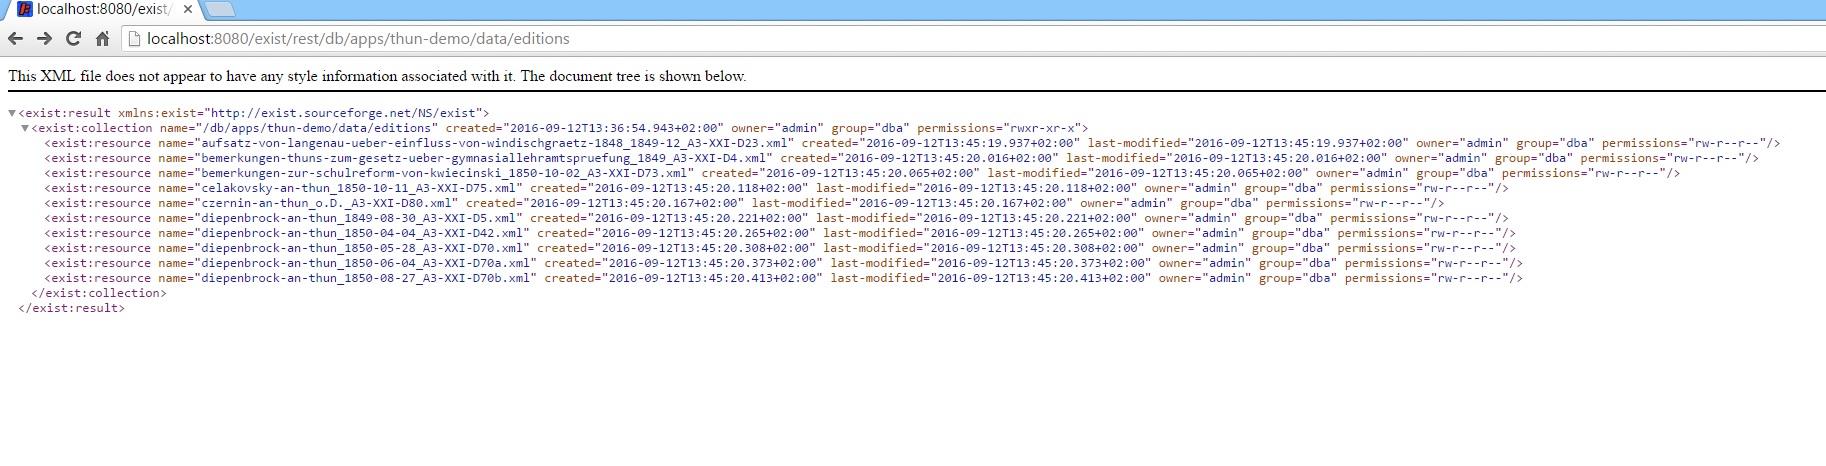 localhost:8080/exist/
localhost:8080/exist/rest/db/apps/thun-demo/data/editions
This XML file does not appear to have any style information associated with it. The document tree is shown below.
<exist:result xmlns:exist="http://exist.sourceforge.net/NS/exist">
<exist:collection name="/db/apps/thun-demo/data/editions" created="2016-09-12T13:36:54.943+02:00" owner="admin" group="dba" permissions="rwxr-xr-x">
<exist:resource name="aufsatz-von-langenau-ueber-einfluss-von-windischgraetz-1848_1849-12_A3-XXI-D23.xml" created="2016-09-12T13:45:19.937+02:00" last-modified="2016-09-12T13:45:19.937+02:00" owner="admin" group="dba" permissions="rw-r--r--"/>
<exist:resource name="bemerkungen-thuns-zum-gesetz-ueber-gymnasiallehramtspruefung_1849_A3-XXI-D4.xml" created="2016-09-12T13:45:20.016+02:00" last-modified="2016-09-12T13:45:20.016+02:00" owner="admin" group="dba" permissions="rw-r--r--"/>
<exist:resource name="bemerkungen-zur-schulreform-von-kwiecinski_1850-10-02_A3-XXI-D73.xml" created="2016-09-12T13:45:20.065+02:00" last-modified="2016-09-12T13:45:20.065+02:00" owner="admin" group="dba" permissions="rw-r--r--"/>
<exist:resource name="celakovsky-an-thun_1850-10-11_A3-XXI-D75.xml" created="2016-09-12T13:45:20.118+02:00" last-modified="2016-09-12T13:45:20.118+02:00" owner="admin" group="dba" permissions="rw-r--r--"/>
<exist:resource name="czernin-an-thun_o.D._A3-XXI-D80.xml" created="2016-09-12T13:45:20.167+02:00" last-modified="2016-09-12T13:45:20.167+02:00" owner="admin" group="dba" permissions="rw-r--r--"/>
<exist:resource name="diepenbrock-an-thun_1849-08-30_A3-XXI-D5.xml" created="2016-09-12T13:45:20.221+02:00" last-modified="2016-09-12T13:45:20.221+02:00" owner="admin" group="dba" permissions="rw-r--r--"/>
<exist:resource name="diepenbrock-an-thun_1850-04-04_A3-XXI-D42.xml" created="2016-09-12T13:45:20.265+02:00" last-modified="2016-09-12T13:45:20.265+02:00" owner="admin" group="dba" permissions="rw-r--r--"/>
<exist:resource name="diepenbrock-an-thun_1850-05-28_A3-XXI-D70.xml" created="2016-09-12T13:45:20.308+02:00" last-modified="2016-09-12T13:45:20.308+02:00" owner="admin" group="dba" permissions="rw-r--r--"/>
<exist:resource name="diepenbrock-an-thun_1850-06-04_A3-XXI-D70a.xml" created="2016-09-12T13:45:20.373+02:00" last-modified="2016-09-12T13:45:20.373+02:00" owner="admin" group="dba" permissions="rw-r--r--"/>
<exist:resource name="diepenbrock-an-thun_1850-08-27_A3-XXI-D70b.xml" created="2016-09-12T13:45:20.413+02:00" last-modified="2016-09-12T13:45:20.413+02:00" owner="admin" group="dba" permissions="rw-r--r--"/>
</exist:collection>
</exist:result>